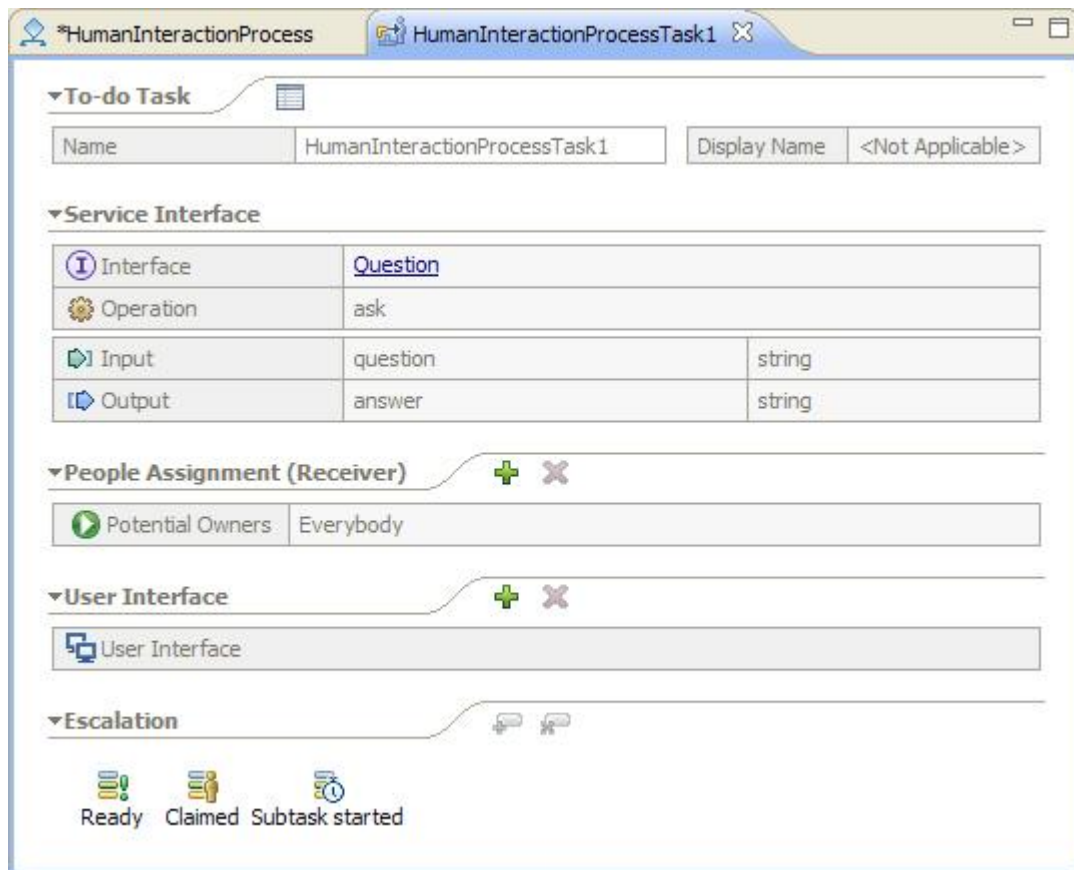 *HumanInteractionProcess HumanInteractionProcessTask1
To-do Task
Name HumanInteractionProcessTask1 Display Name <Not Applicable>
Service Interface
I Interface Question
Operation ask
Input question string
Output answer string
People Assignment (Receiver)
Potential Owners Everybody
User Interface
User Interface
Escalation
Ready Claimed Subtask started